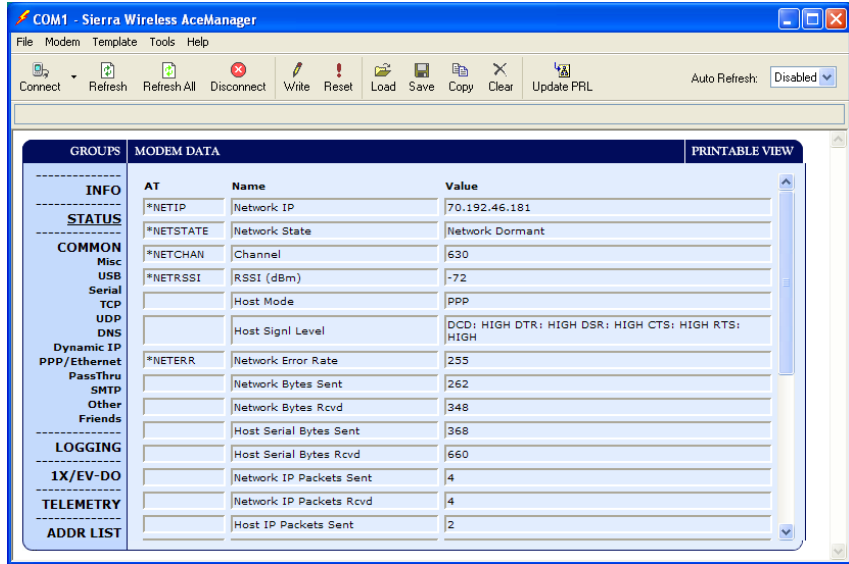 COM1 - Sierra Wireless AceManager
File Modem Template Tools Help
Connect Refresh Refresh All Disconnect Write Reset Load Save Copy Clear Update PRL Auto Refresh: Disabled
GROUPS MODEM DATA PRINTABLE VIEW
INFO
STATUS
COMMON
Misc
USB
Serial
TCP
UDP
DNS
Dynamic IP
PPP/Ethernet
PassThru
SMTP
Other
Friends
LOGGING
1X/EV-DO
TELEMETRY
ADDR LIST
AT Name Value
*NETIP Network IP 70.192.46.181
*NETSTATE Network State Network Dormant
*NETCHAN Channel 630
*NETRSSI RSSI (dBm) -72
Host Mode PPP
Host Signl Level DCD: HIGH DTR: HIGH DSR: HIGH CTS: HIGH RTS:
HIGH
*NETERR Network Error Rate 255
Network Bytes Sent 262
Network Bytes Rcvd 348
Host Serial Bytes Sent 368
Host Serial Bytes Rcvd 660
Network IP Packets Sent 4
Network IP Packets Rcvd 4
Host IP Packets Sent 2